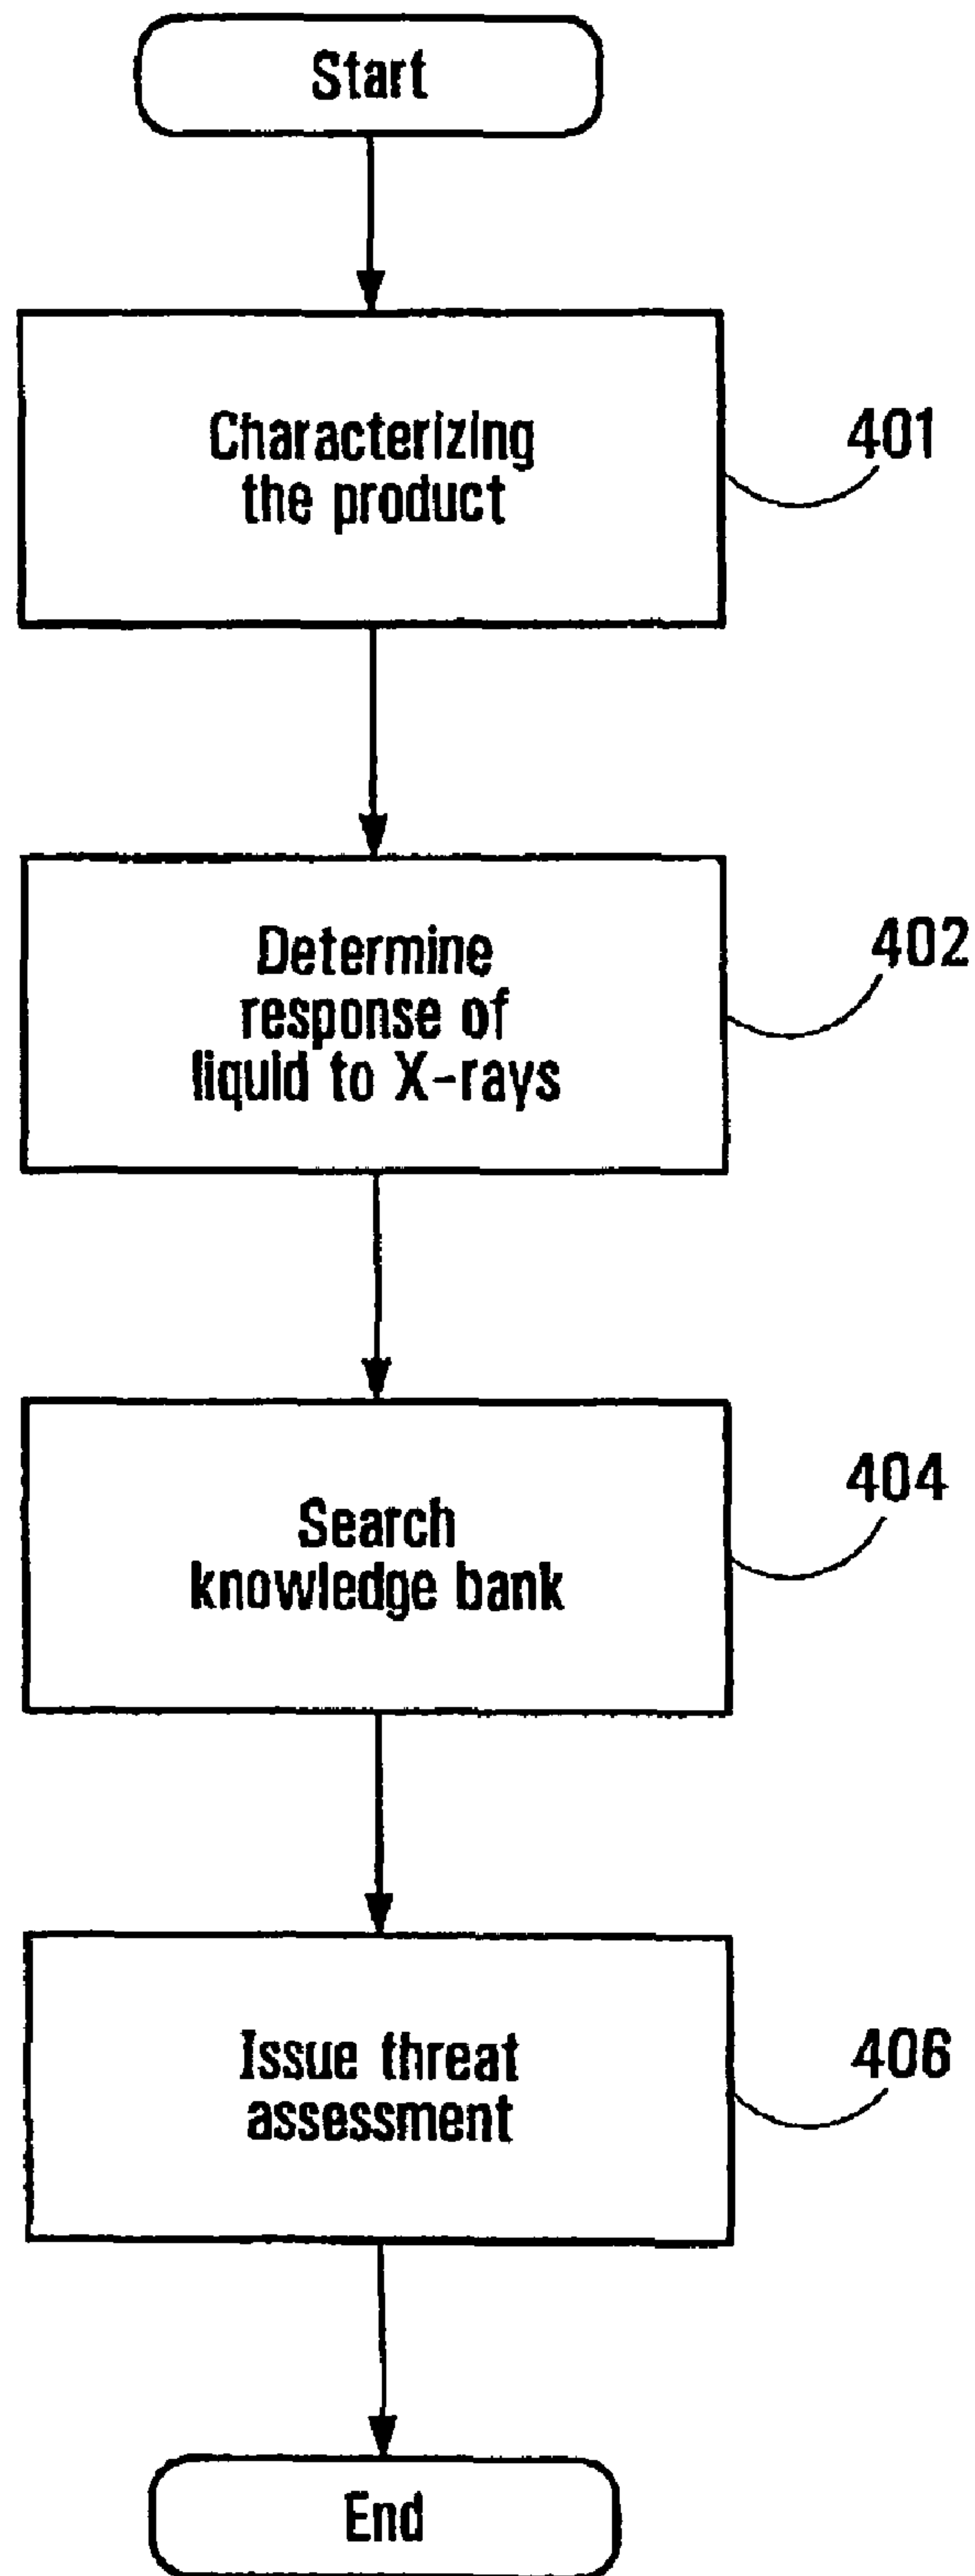 Start
Characterizing
the product
401
Determine
response of
liquid to X-rays
402
Search
knowledge bank
404
Issue threat
assessment
406
End